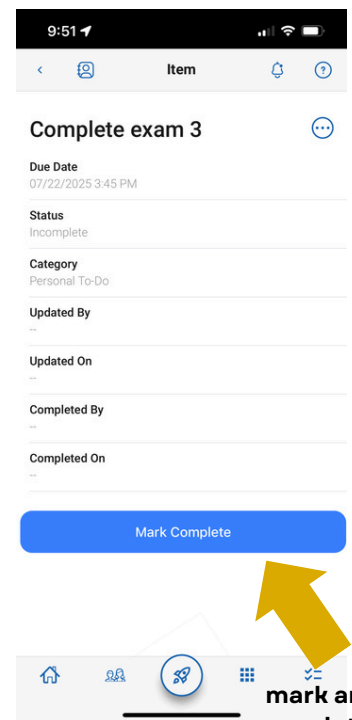 9:51
Item
Complete exam 3
Due Date
07/22/2025 3:45 PM
Status
Incomplete
Category
Personal To-Do
Updated By
--
Updated On
--
Completed By
--
Completed On
--
Mark Complete
mark